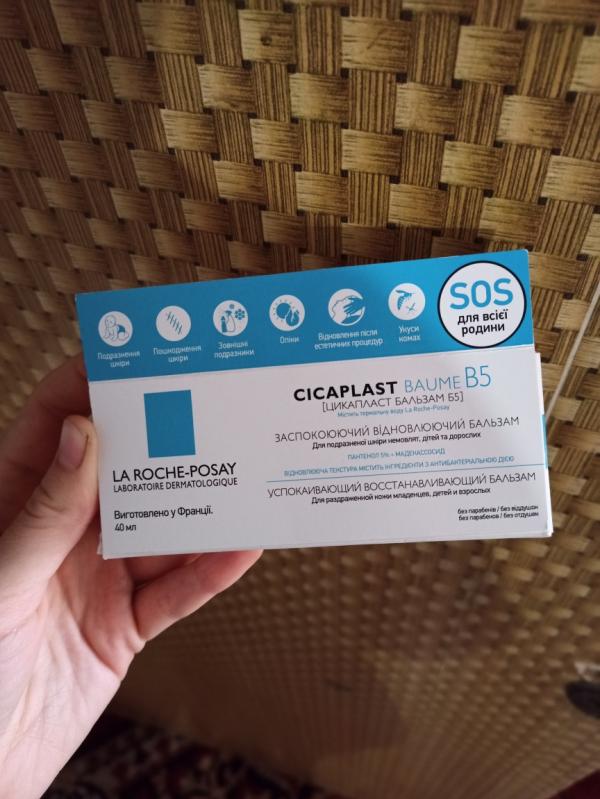 SOS
для всієї
родини
Подразнення
шкіри
Пошкодження
шкіри
Зовнішні
подразники
Опіки
Відновлення після
естетичних процедур
Укуси
комах
CICAPLAST BAUME B5
[ЦИКАПЛАСТ БАЛЬЗАМ Б5]
Містить термальну воду La Roche-Posay
ЗАСПОКОЮЮЧИЙ ВІДНОВЛЮЮЧИЙ БАЛЬЗАМ
Для подразненої шкіри немовлят, дітей та дорослих
ПАНТЕНОЛ 5% + МАДЕКАССОСИД
ВІДНОВЛЮЮЧА ТЕКСТУРА МІСТИТЬ ІНГРЕДІЄНТИ З АНТИБАКТЕРІАЛЬНОЮ ДІЄЮ
УСПОКАИВАЮЩИЙ ВОССТАНАВЛИВАЮЩИЙ БАЛЬЗАМ
Для раздраженной кожи младенцев, детей и взрослых
без парабенів / без віддушок
без парабенов / без отдушек
LA ROCHE-POSAY
LABORATOIRE DERMATOLOGIQUE
Виготовлено у Франції.
40 мл